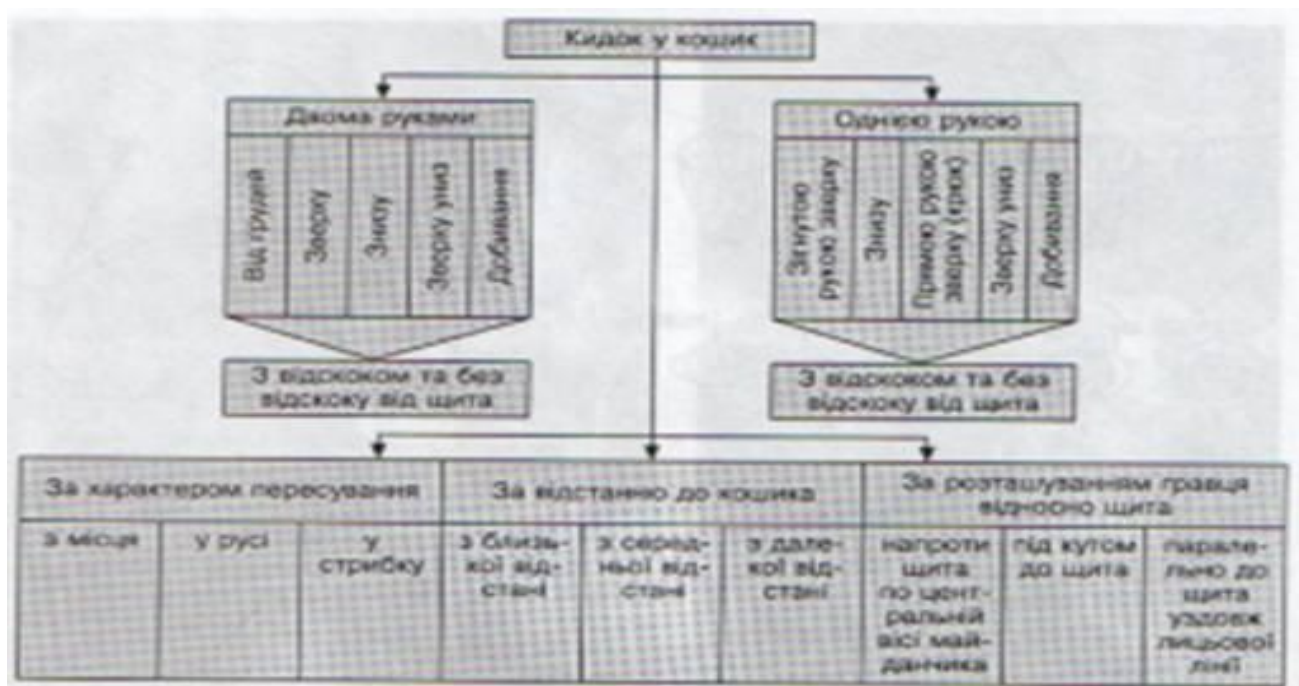 Кидок у кошик
Двома руками
Від грудей
Зверху
Знизу
Зверху униз
Добивання
Однією рукою
Зігнутою
рукою зверху
Знизу
Прямою рукою
зверху (крюк)
Зверху униз
Добивання
З відскоком та без
відскоку від щита
З відскоком та без
відскоку від щита
За характером пересування
з місця
у русі
у
стрибку
За відстанню до кошика
з близь-
кої від-
стані
з серед-
ньої від-
стані
з дале-
кої від-
стані
За розташуванням гравця
відносно щита
напроти
щита
по цент-
ральній
вісі май-
данчика
під кутом
до щита
парале-
льно до
щита
уздовж
лицьової
лінії